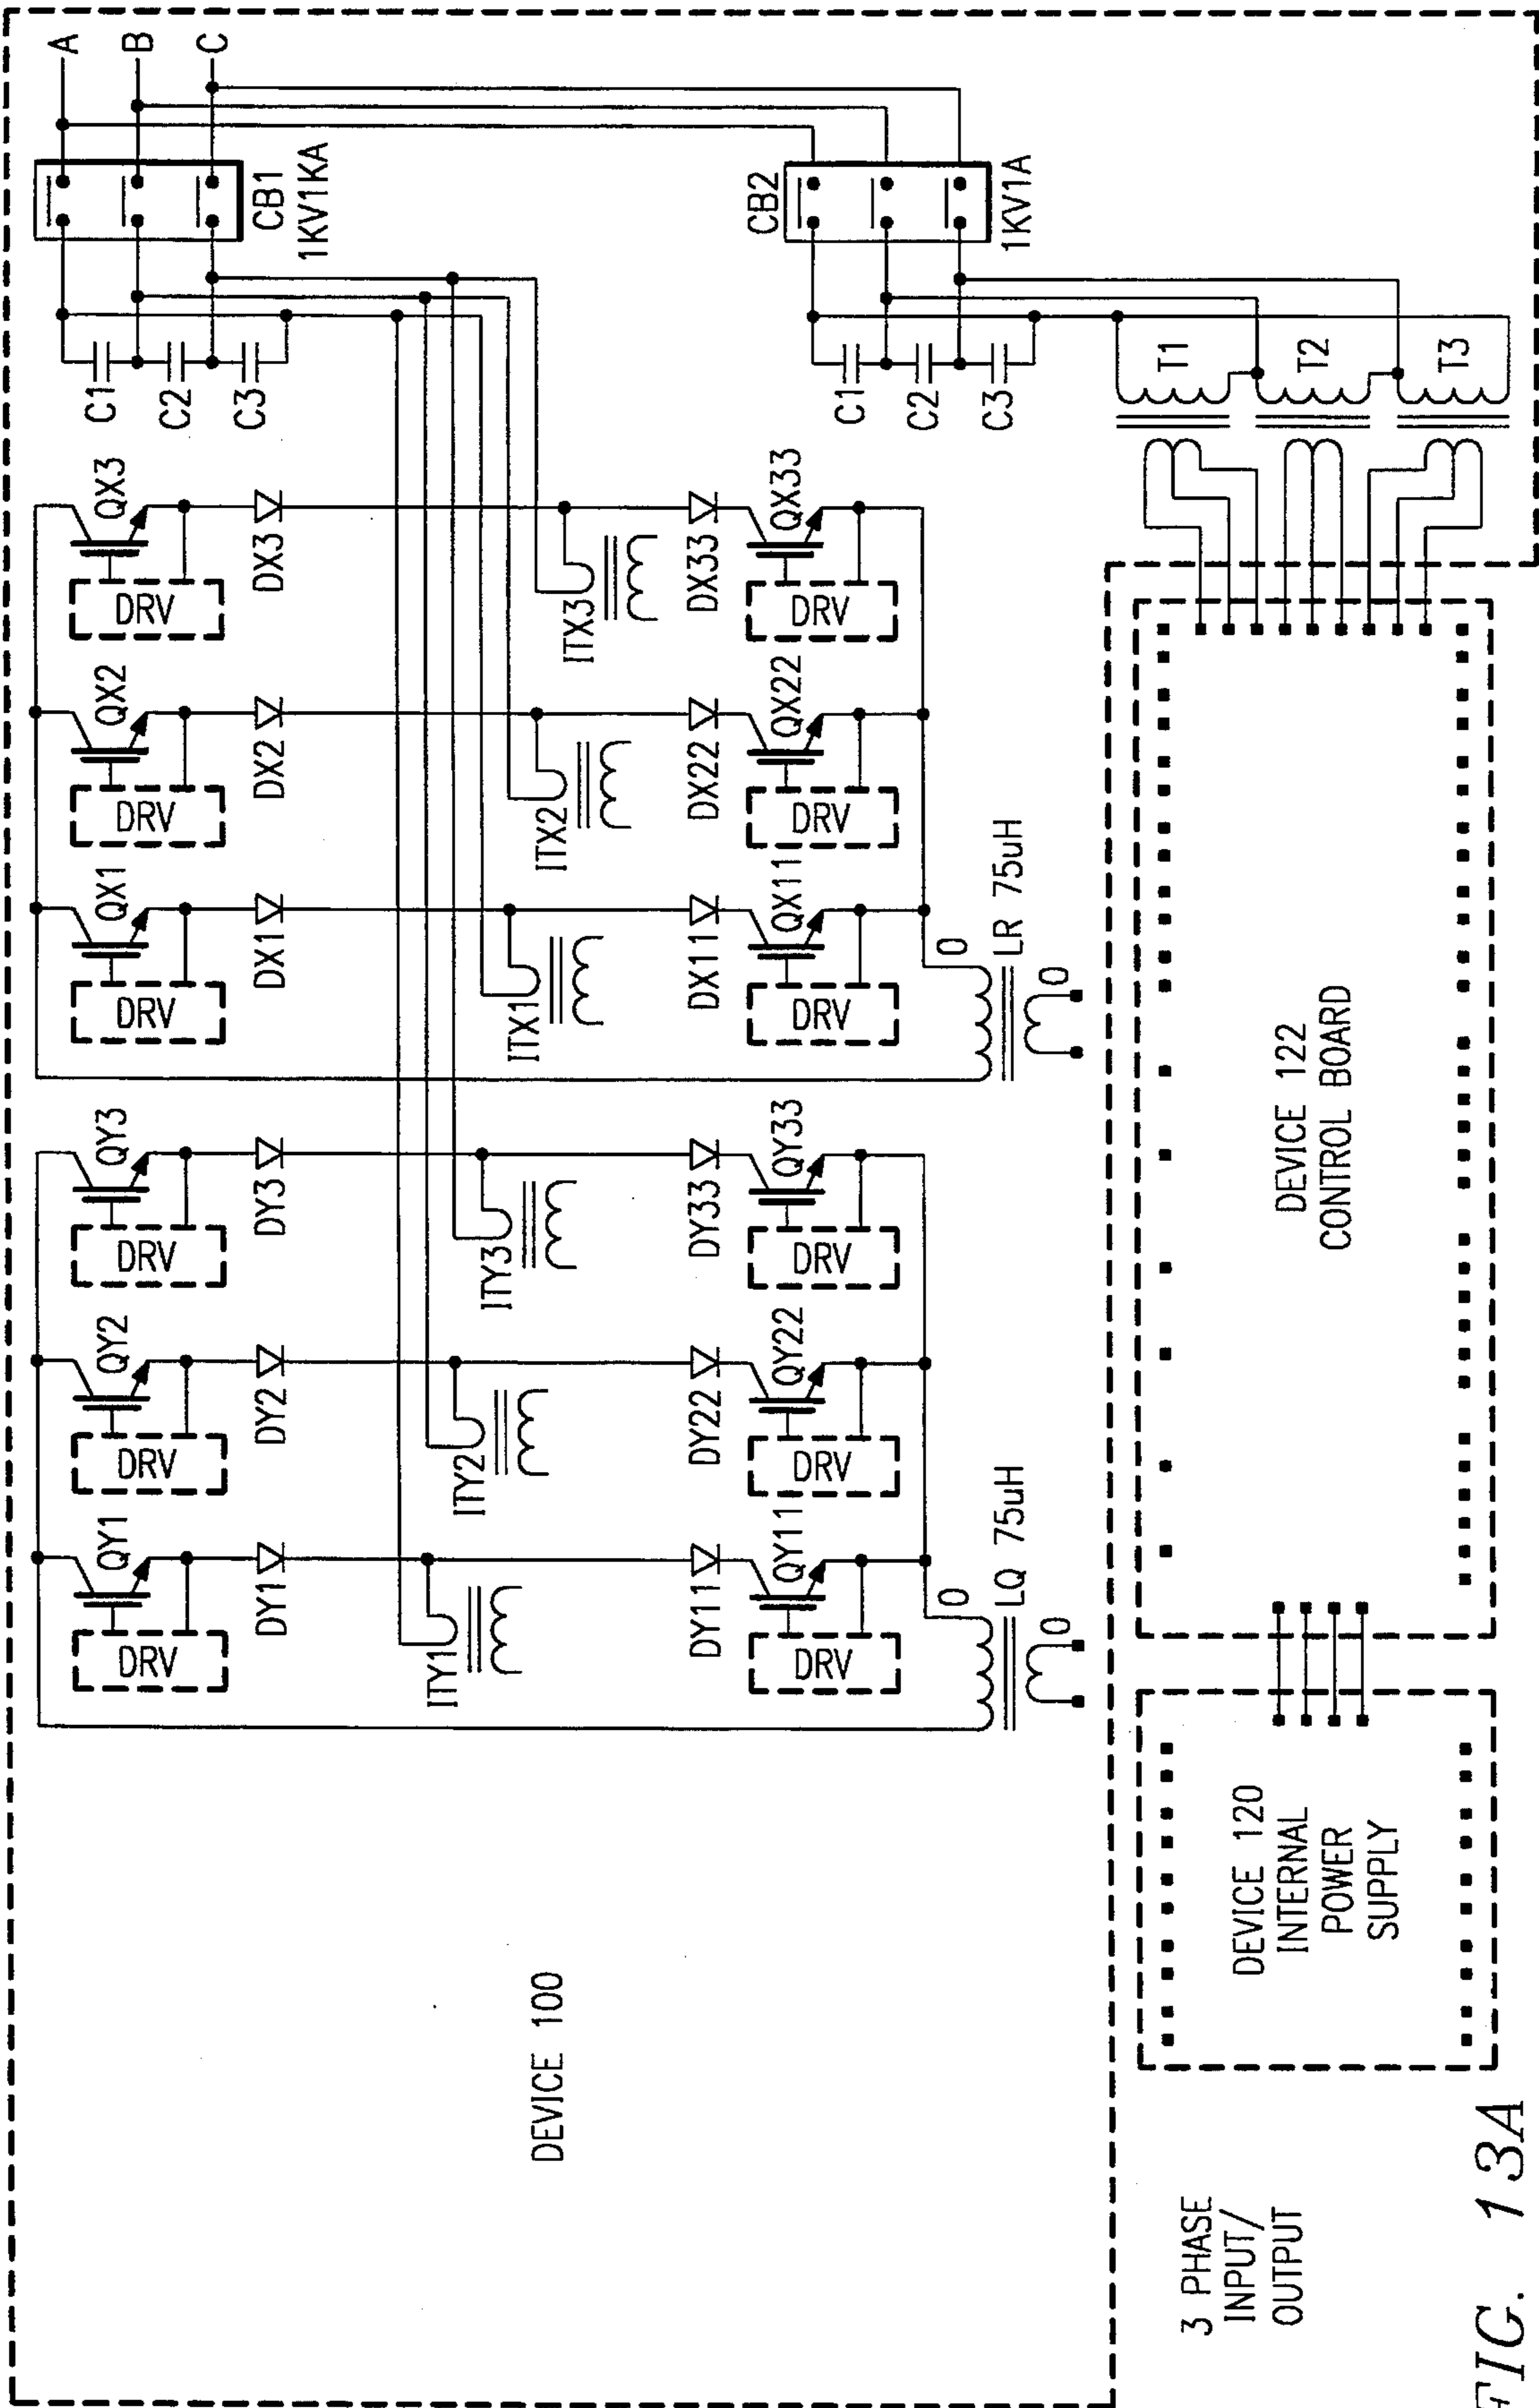 A
B
C
CB1
1KV1KA
CB2
1KV1A
C1
C2
C3
C1
C2
C3
T1
T2
T3
QX3
QX2
QX1
QY3
QY2
QY1
DRV
DRV
DRV
DRV
DRV
DRV
DX3
DX2
DX1
DY3
DY2
DY1
ITX3
ITX2
ITX1
ITY3
ITY2
ITY1
DX33
DX22
DX11
DY33
DY22
DY11
QX33
QX22
QX11
QY33
QY22
QY11
DRV
DRV
DRV
DRV
DRV
DRV
O
LR 75uH
O
O
LQ 75uH
O
DEVICE 100
DEVICE 122
CONTROL BOARD
DEVICE 120
INTERNAL
POWER
SUPPLY
3 PHASE
INPUT/
OUTPUT
FIG. 13A